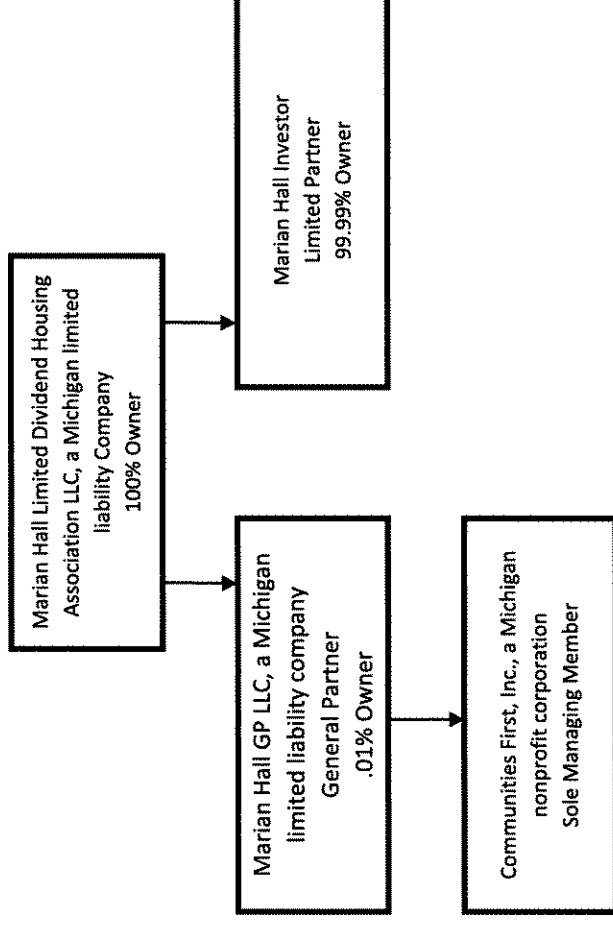 Marian Hall Limited Dividend Housing
Association LLC, a Michigan limited
liability Company
100% Owner
Marian Hall GP LLC, a Michigan
limited liability company
General Partner
.01% Owner
Marian Hall Investor
Limited Partner
99.99% Owner
Communities First, Inc., a Michigan
nonprofit corporation
Sole Managing Member